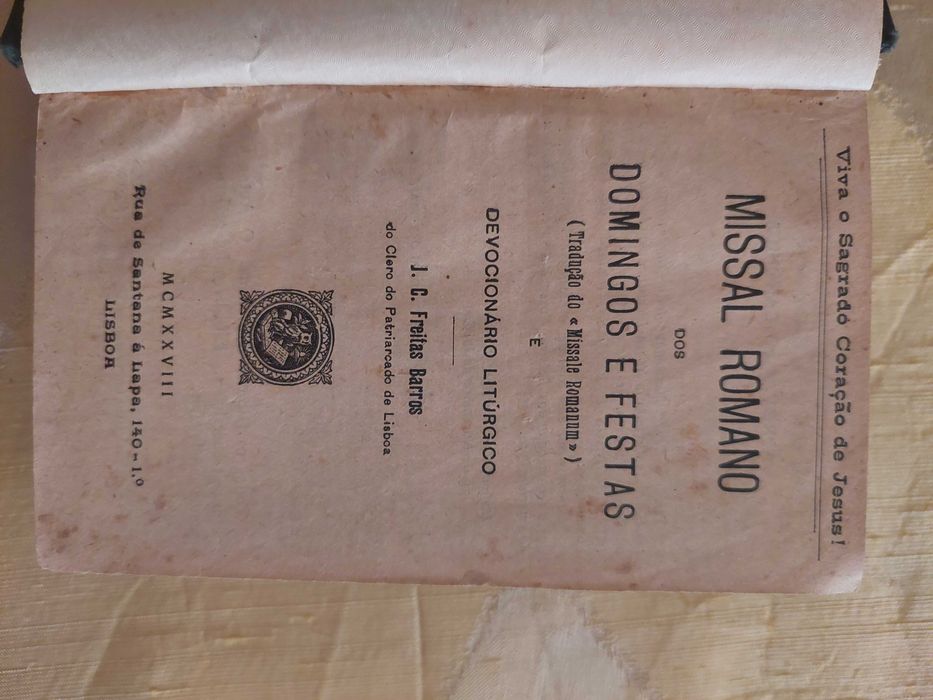 Viva o Sagrado Coração de Jesus!
MISSAL ROMANO
DOS
DOMINGOS E FESTAS
(Tradução do «Missale Romanum»)
E
DEVOCIONÁRIO LITÚRGICO
J. C. Freitas Barros
do Clero do Patriarcado de Lisboa
MCMXXVIII
Rua de Santana á Lapa, 140-1.º
LISBOA